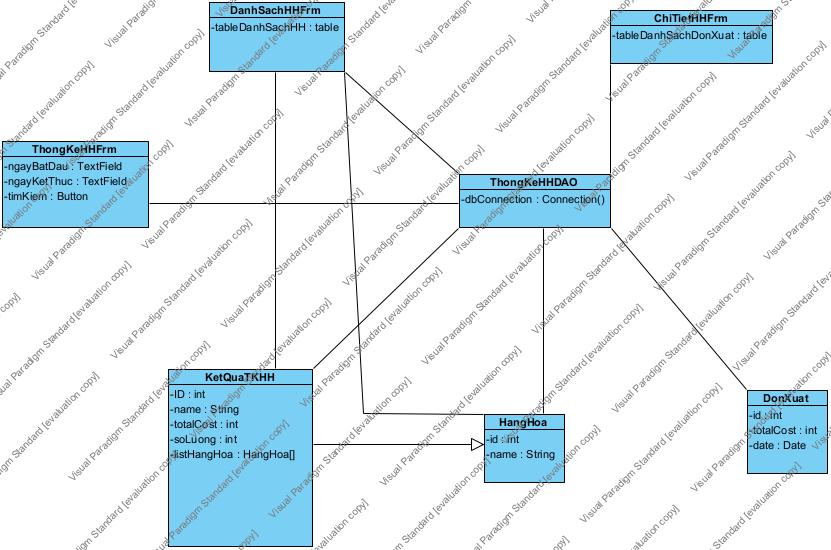 DanhSachHHFrm
-tableDanhSachHH : table
ChiTietHHFrm
-tableDanhSachDonXuat : table
ThongKeHHFrm
-ngayBatDau : TextField
-ngayKetThuc : TextField
-timKiem : Button
ThongKeHHDAO
-dbConnection : Connection()
KetQuaTKHH
-ID : int
-name : String
-totalCost : int
-soLuong : int
-listHangHoa : HangHoa[]
HangHoa
-id : int
-name : String
DonXuat
-id : int
-totalCost : int
-date : Date
Visual Paradigm Standard [evaluation copy]